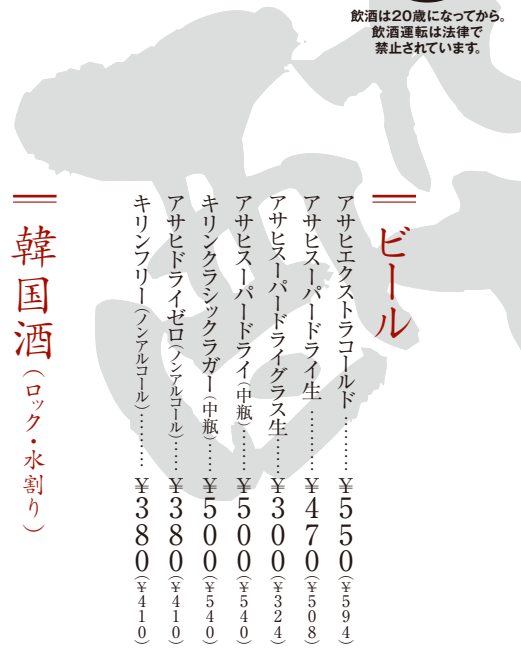 飲酒は20歳になってから。
飲酒運転は法律で
禁止されています。
ビール
アサヒエクストラコールド ……… ¥550(¥594)
アサヒスーパードライ生 ……… ¥470(¥508)
アサヒスーパードライグラス生 …… ¥300(¥324)
アサヒスーパードライ(中瓶) …… ¥500(¥540)
キリンクラシックラガー(中瓶) …… ¥500(¥540)
アサヒドライゼロ(ノンアルコール) …… ¥380(¥410)
キリンフリー(ノンアルコール) ……… ¥380(¥410)
韓国酒(ロック・水割り)